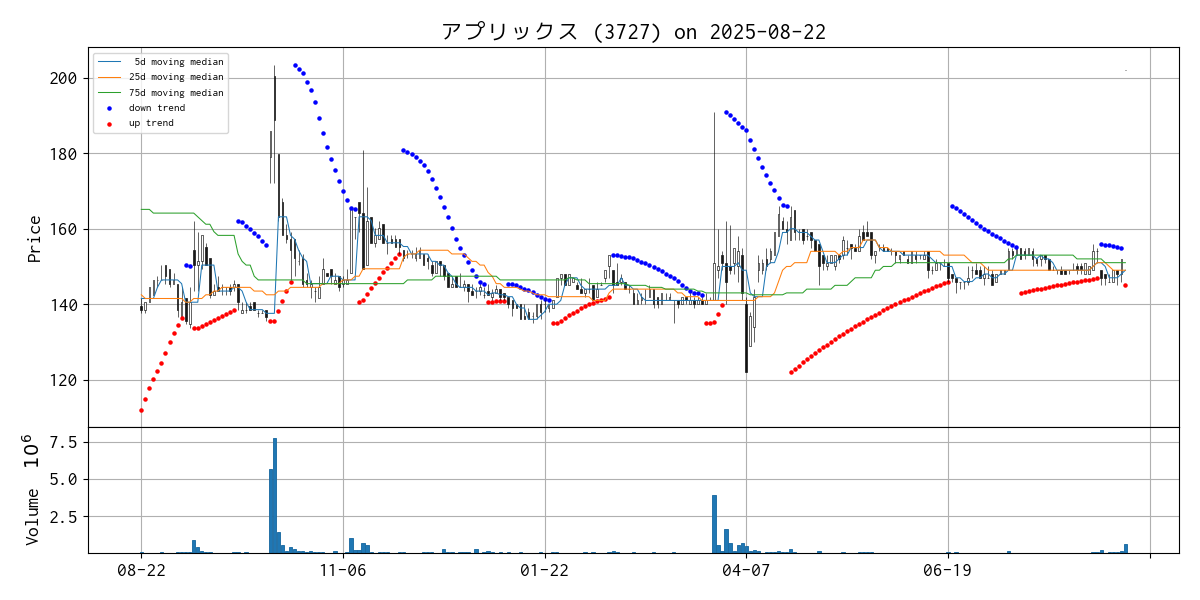 アプリックス (3727) on 2025-08-22
5d moving median
25d moving median
75d moving median
down trend
up trend
Price
200
180
160
140
120
Volume 10^6
7.5
5.0
2.5
08-22 11-06 01-22 04-07 06-19